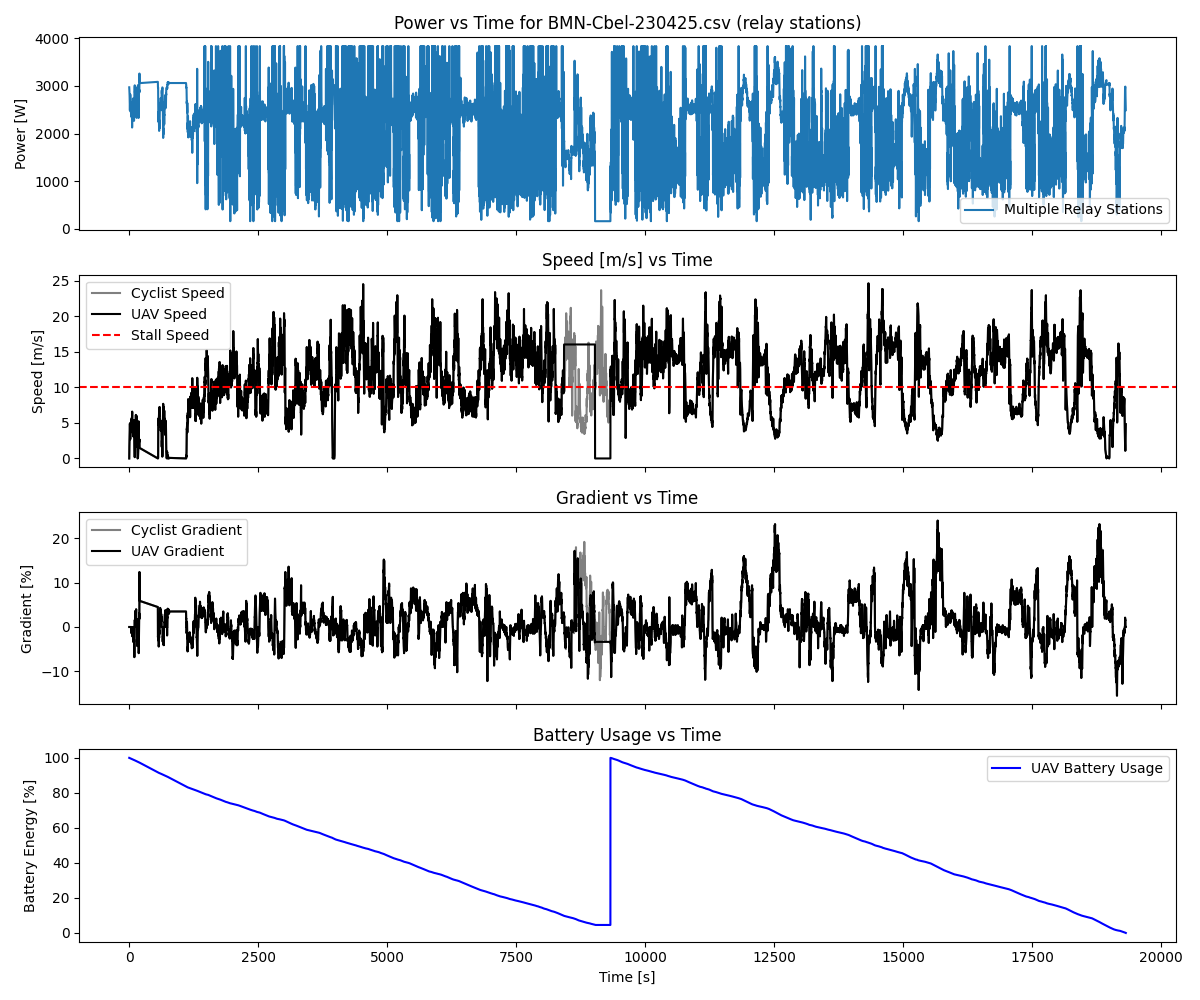 Power vs Time for BMN-Cbel-230425.csv (relay stations)
4000
3000
2000
1000
0
Power [W]
Multiple Relay Stations
Speed [m/s] vs Time
25
20
15
10
5
0
Speed [m/s]
Cyclist Speed
UAV Speed
Stall Speed
Gradient vs Time
20
10
0
−10
Gradient [%]
Cyclist Gradient
UAV Gradient
Battery Usage vs Time
100
80
60
40
20
0
Battery Energy [%]
UAV Battery Usage
0 2500 5000 7500 10000 12500 15000 17500 20000
Time [s]